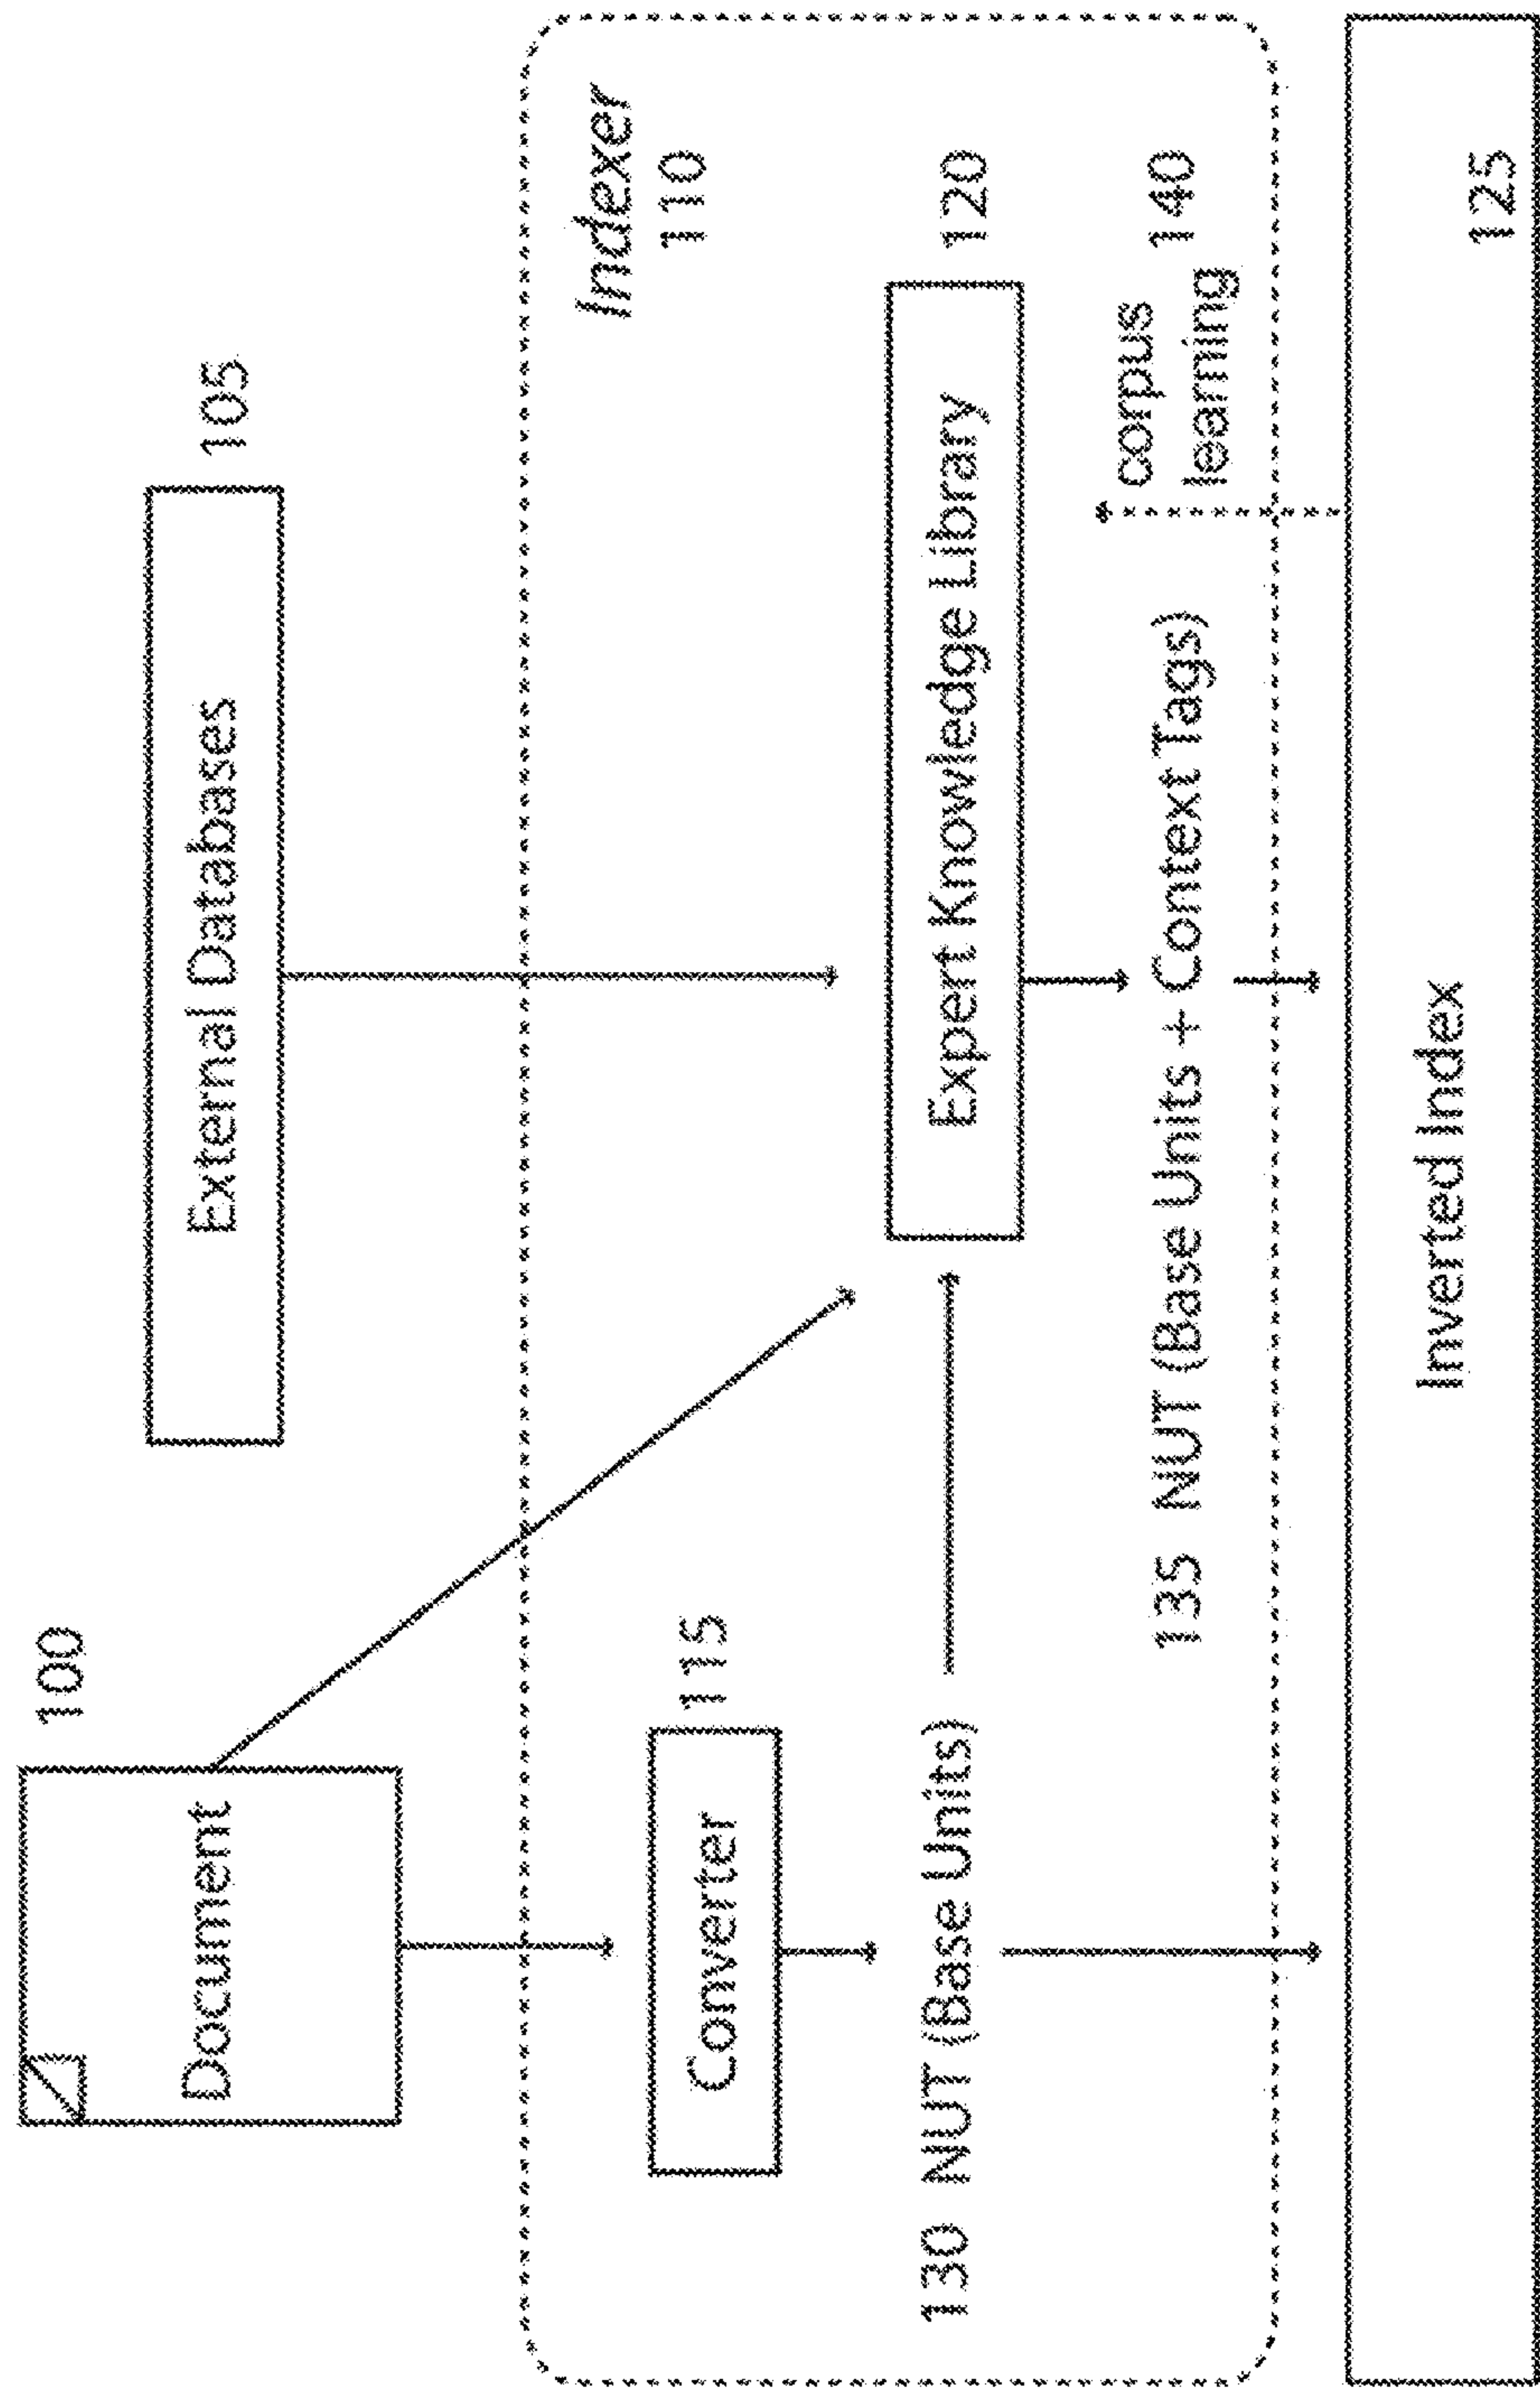 100
Document
External Databases
105
Indexer
110
Converter
115
130 NUT (Base Units)
Expert Knowledge Library
120
135 NUT (Base Units + Context Tags)
corpus
learning
140
Inverted Index
125